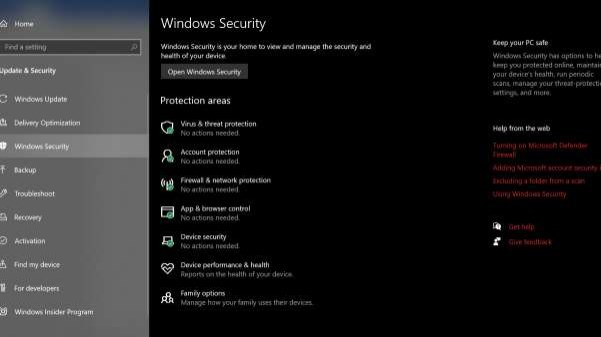 Home
Find a setting
Update & Security
Windows Update
Delivery Optimization
Windows Security
Backup
Troubleshoot
Recovery
Activation
Find my device
For developers
Windows Insider Program
Windows Security
Windows Security is your home to view and manage the security and
health of your device.
Open Windows Security
Protection areas
Virus & threat protection
No actions needed.
Account protection
No actions needed.
Firewall & network protection
No actions needed.
App & browser control
No actions needed.
Device security
No actions needed.
Device performance & health
Reports on the health of your device.
Family options
Manage how your family uses their devices.
Keep your PC safe
Windows Security has options to he
keep you protected online, maintain
your device's health, run periodic
scans, manage your threat-protectio
settings, and more.
Help from the web
Turning on Microsoft Defender
Firewall
Adding Microsoft account security i
Excluding a folder from a scan
Using Windows Security
Get help
Give feedback